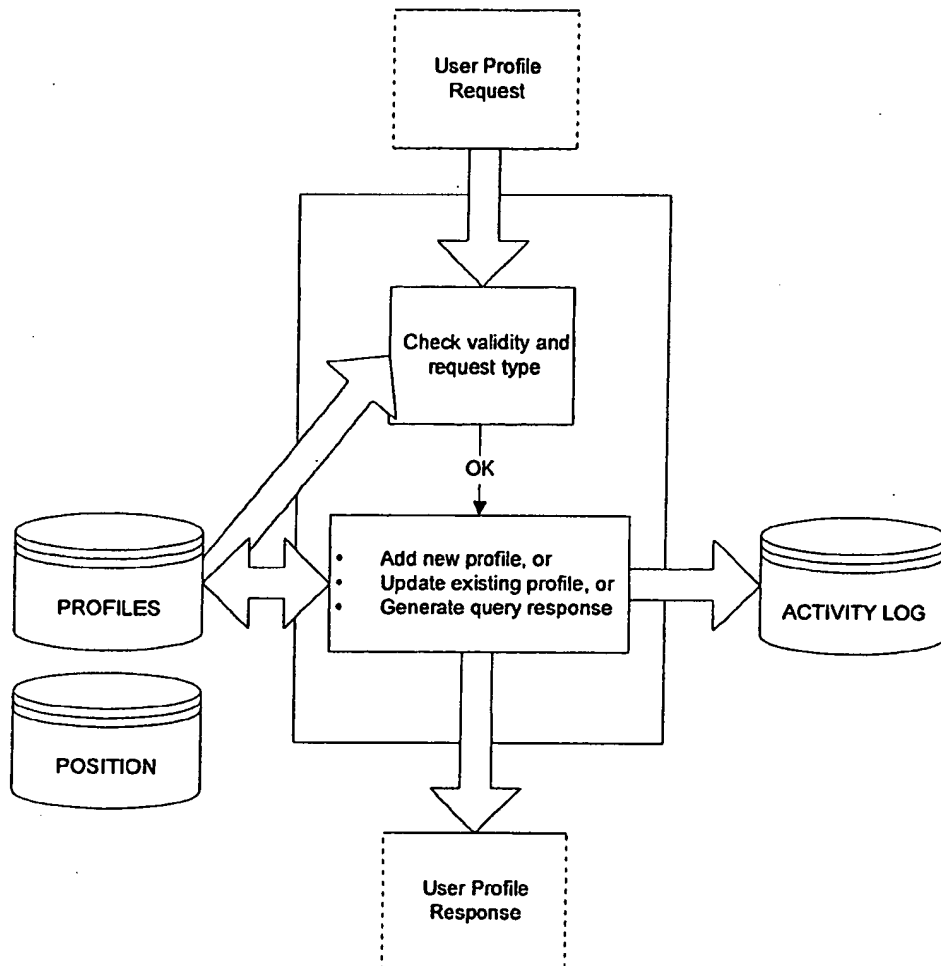 User Profile
Request
Check validity and
request type
OK
• Add new profile, or
• Update existing profile, or
• Generate query response
PROFILES
ACTIVITY LOG
POSITION
User Profile
Response